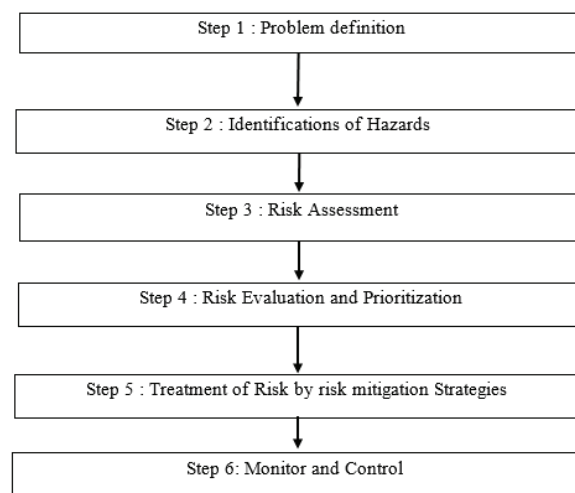 Step 1 : Problem definition
Step 2 : Identifications of Hazards
Step 3 : Risk Assessment
Step 4 : Risk Evaluation and Prioritization
Step 5 : Treatment of Risk by risk mitigation Strategies
Step 6: Monitor and Control